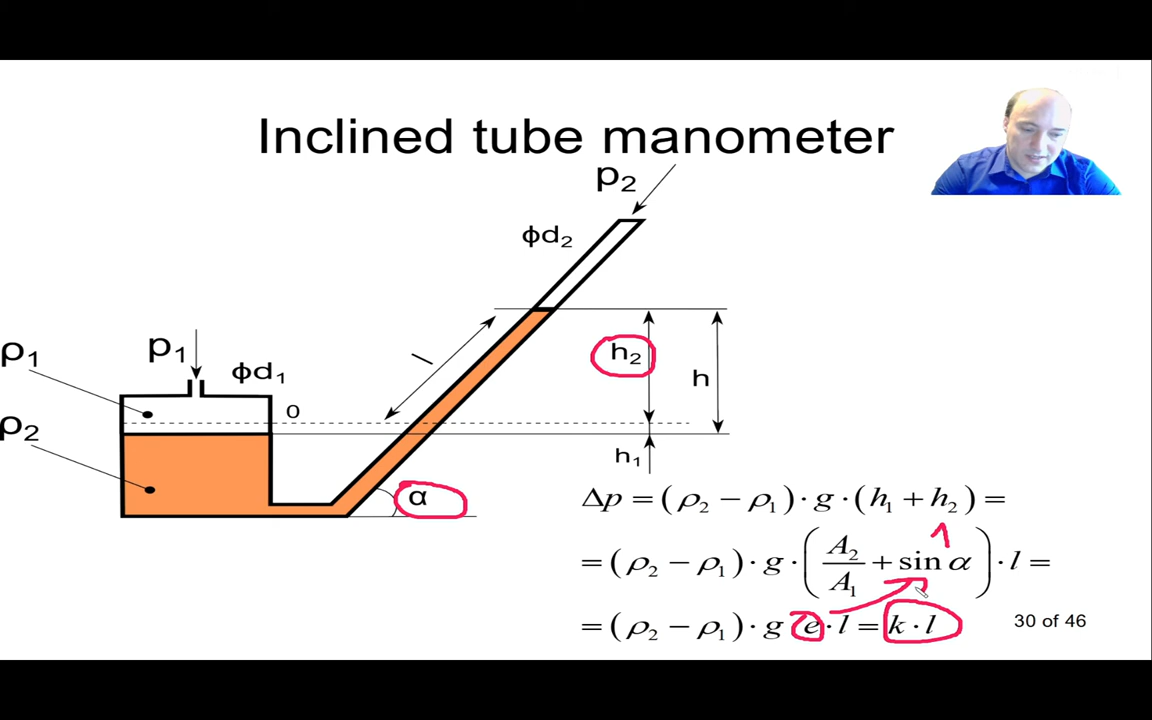 Inclined tube manometer
p₂
ϕd₂
ρ₁
p₁
ϕd₁
l
h₂
h
0
ρ₂
h₁
α
Δp = (ρ₂ − ρ₁) · g · (h₁ + h₂) =
1
= (ρ₂ − ρ₁) · g · (A₂/A₁ + sin α) · l =
= (ρ₂ − ρ₁) · g · e · l = k · l
30 of 46